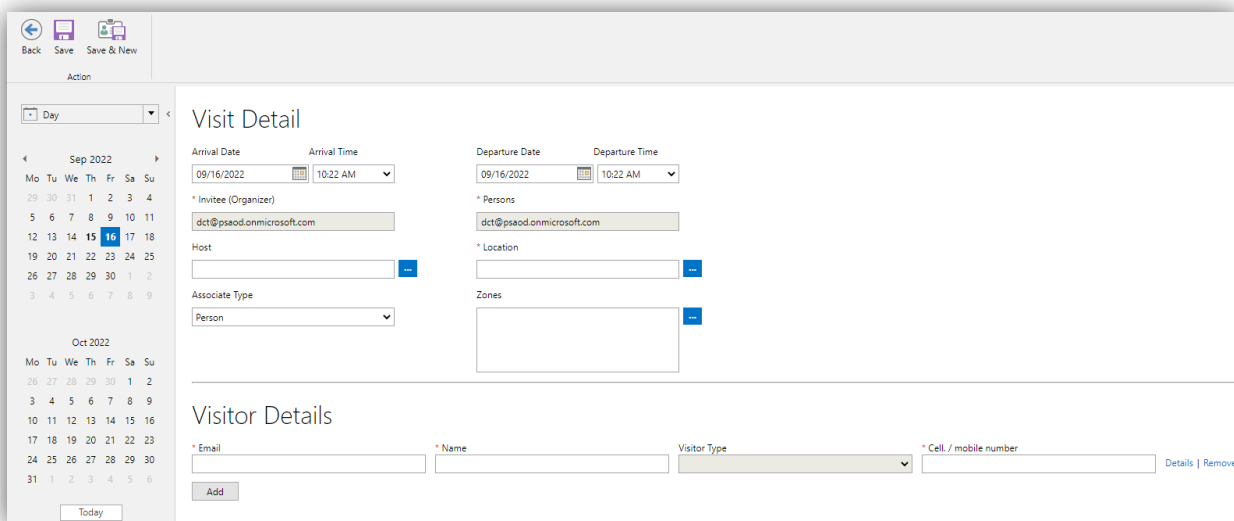 Back Save Save & New
Action
Day
Sep 2022
Mo Tu We Th Fr Sa Su
29 30 31 1 2 3 4
5 6 7 8 9 10 11
12 13 14 15 16 17 18
19 20 21 22 23 24 25
26 27 28 29 30 1 2
3 4 5 6 7 8 9
Oct 2022
Mo Tu We Th Fr Sa Su
26 27 28 29 30 1 2
3 4 5 6 7 8 9
10 11 12 13 14 15 16
17 18 19 20 21 22 23
24 25 26 27 28 29 30
31 1 2 3 4 5 6
Today
Visit Detail
Arrival Date Arrival Time Departure Date Departure Time
09/16/2022 10:22 AM 09/16/2022 10:22 AM
* Invitee (Organizer) * Persons
dct@psaod.onmicrosoft.com dct@psaod.onmicrosoft.com
Host * Location
... ...
Associate Type Zones
Person ...
Visitor Details
* Email * Name Visitor Type * Cell. / mobile number
Details | Remove
Add